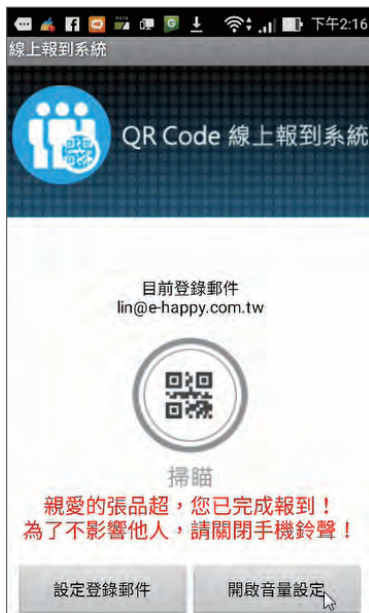 下午2:16
線上報到系統
QR Code 線上報到系統
目前登錄郵件
lin@e-happy.com.tw
掃瞄
親愛的張品超，您已完成報到！
為了不影響他人，請關閉手機鈴聲！
設定登錄郵件
開啟音量設定